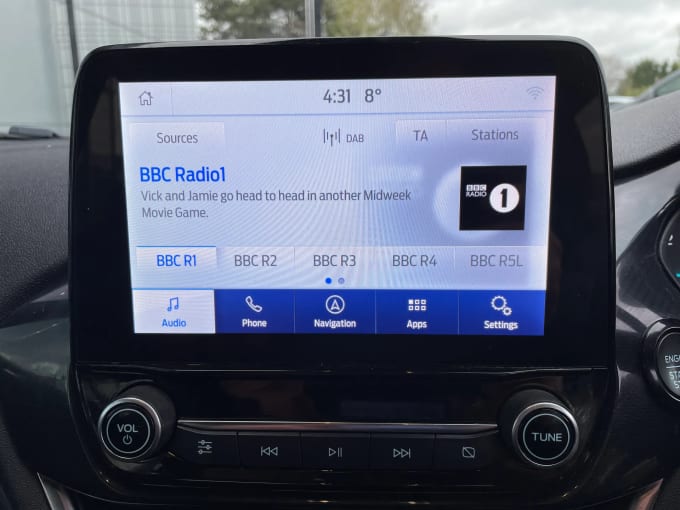 4:31 8°
Sources DAB TA Stations
BBC Radio1
Vick and Jamie go head to head in another Midweek
Movie Game.
BBC
RADIO 1
BBC R1 BBC R2 BBC R3 BBC R4 BBC R5L
Audio Phone Navigation Apps Settings
VOL
TUNE